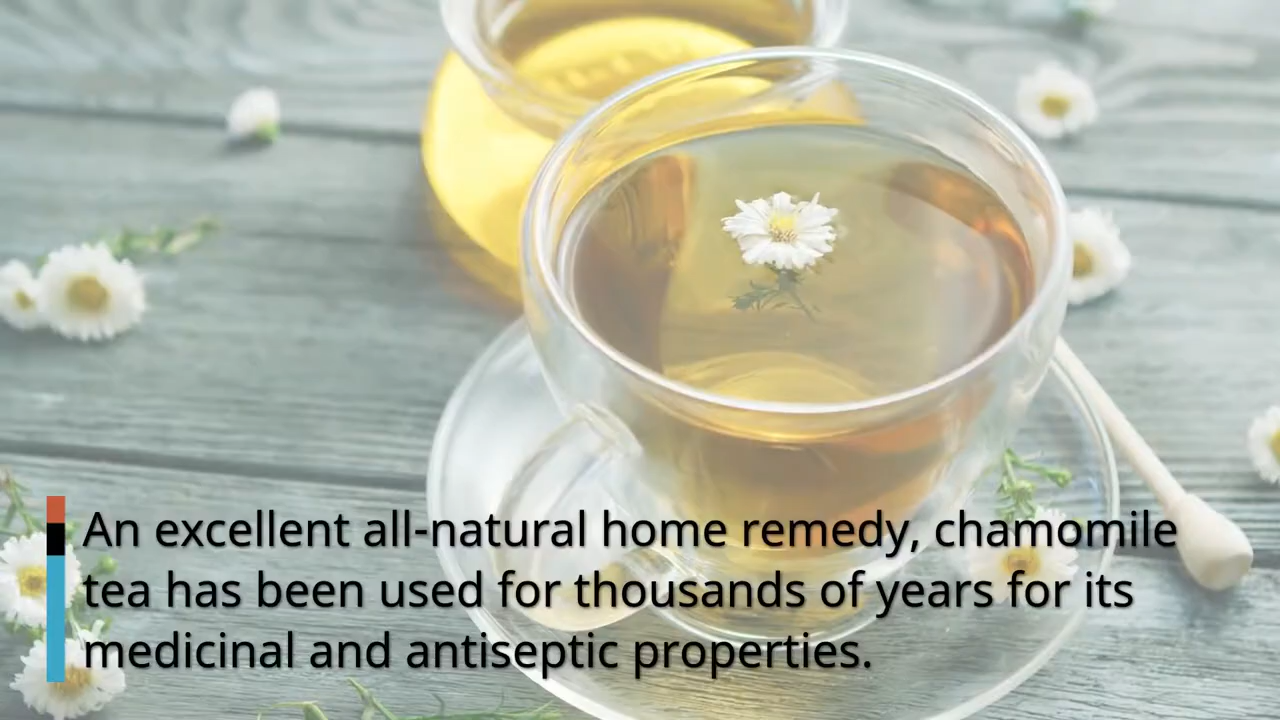 An excellent all-natural home remedy, chamomile
tea has been used for thousands of years for its
medicinal and antiseptic properties.